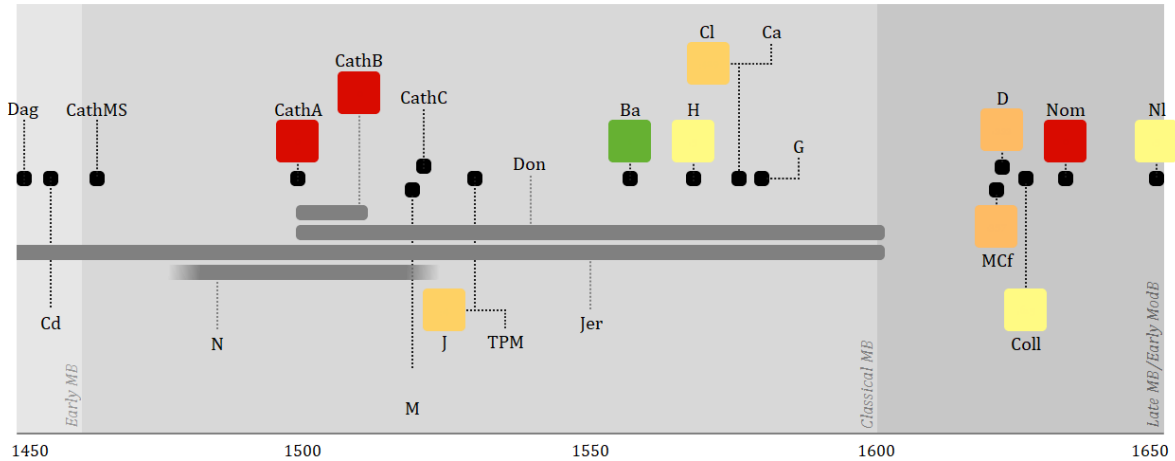 Cl
Ca
CathB
Dag
CathMS
CathA
CathC
Ba
H
D
Nom
Nl
Don
G
MCf
Cd
N
J
TPM
Jer
Coll
M
Early MB
Classical MB
Late MB/Early ModB
1450
1500
1550
1600
1650